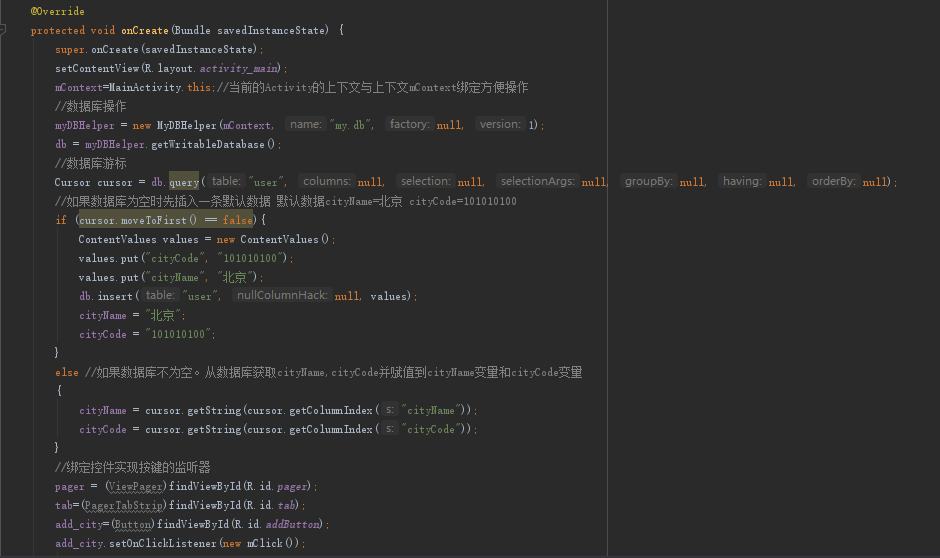 @Override
protected void onCreate(Bundle savedInstanceState) {
super.onCreate(savedInstanceState);
setContentView(R.layout.activity_main);
mContext=MainActivity.this;//当前的Activity的上下文与上下文mContext绑定方便操作
//数据库操作
myDBHelper = new MyDBHelper(mContext, name: "my.db", factory: null, version: 1);
db = myDBHelper.getWritableDatabase();
//数据库游标
Cursor cursor = db.query( table: "user", columns: null, selection: null, selectionArgs: null, groupBy: null, having: null, orderBy: null);
//如果数据库为空时先插入一条默认数据 默认数据cityName=北京 cityCode=101010100
if (cursor.moveToFirst() == false){
ContentValues values = new ContentValues();
values.put("cityCode", "101010100");
values.put("cityName", "北京");
db.insert( table: "user", nullColumnHack: null, values);
cityName = "北京";
cityCode = "101010100";
}
else //如果数据库不为空。从数据库获取cityName,cityCode并赋值到cityName变量和cityCode变量
{
cityName = cursor.getString(cursor.getColumnIndex( s: "cityName"));
cityCode = cursor.getString(cursor.getColumnIndex( s: "cityCode"));
}
//绑定控件实现按键的监听器
pager = (ViewPager)findViewById(R.id.pager);
tab=(PagerTabStrip)findViewById(R.id.tab);
add_city=(Button)findViewById(R.id.addButton);
add_city.setOnClickListener(new mClick());